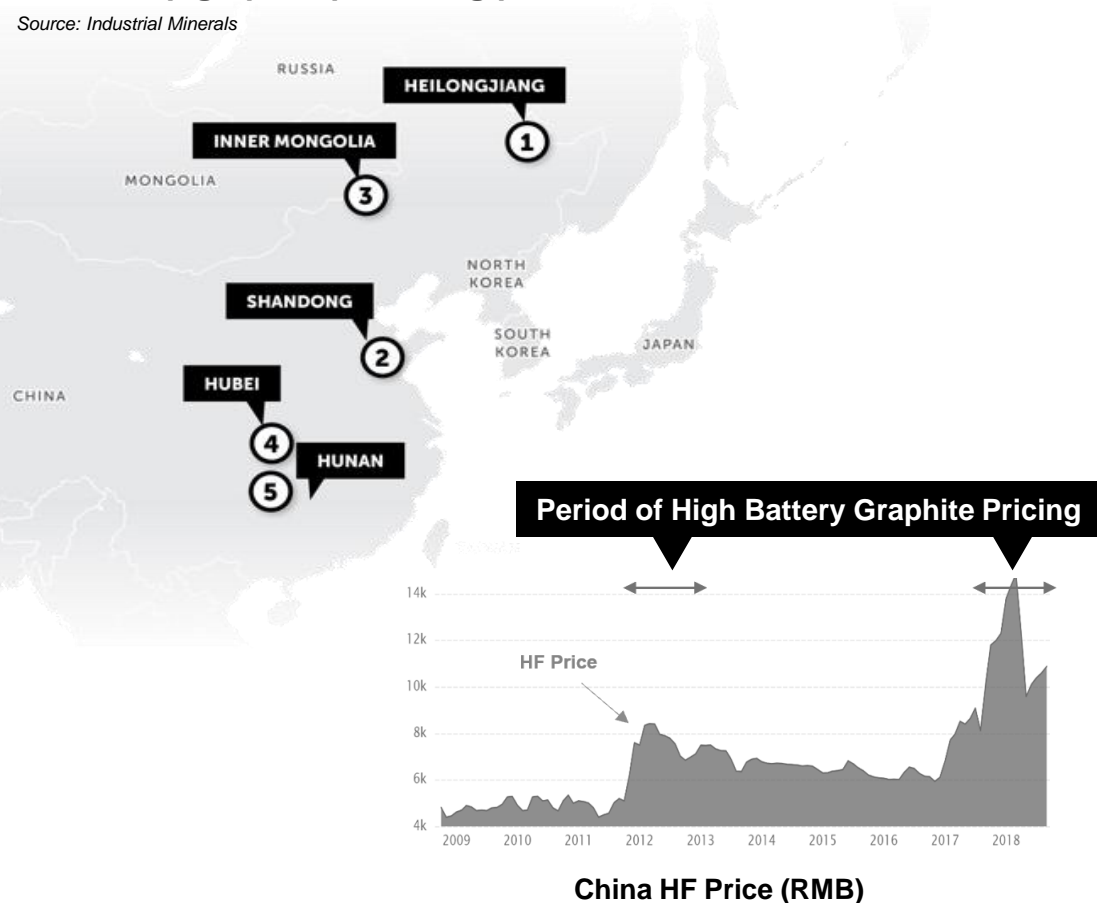 Source: Industrial Minerals
RUSSIA
HEILONGJIANG
1
INNER MONGOLIA
3
MONGOLIA
NORTH
KOREA
SHANDONG
2
SOUTH
KOREA
JAPAN
HUBEI
CHINA
4
HUNAN
5
Period of High Battery Graphite Pricing
14k
12k
HF Price
10k
8k
6k
4k
2009 2010 2011 2012 2013 2014 2015 2016 2017 2018
China HF Price (RMB)